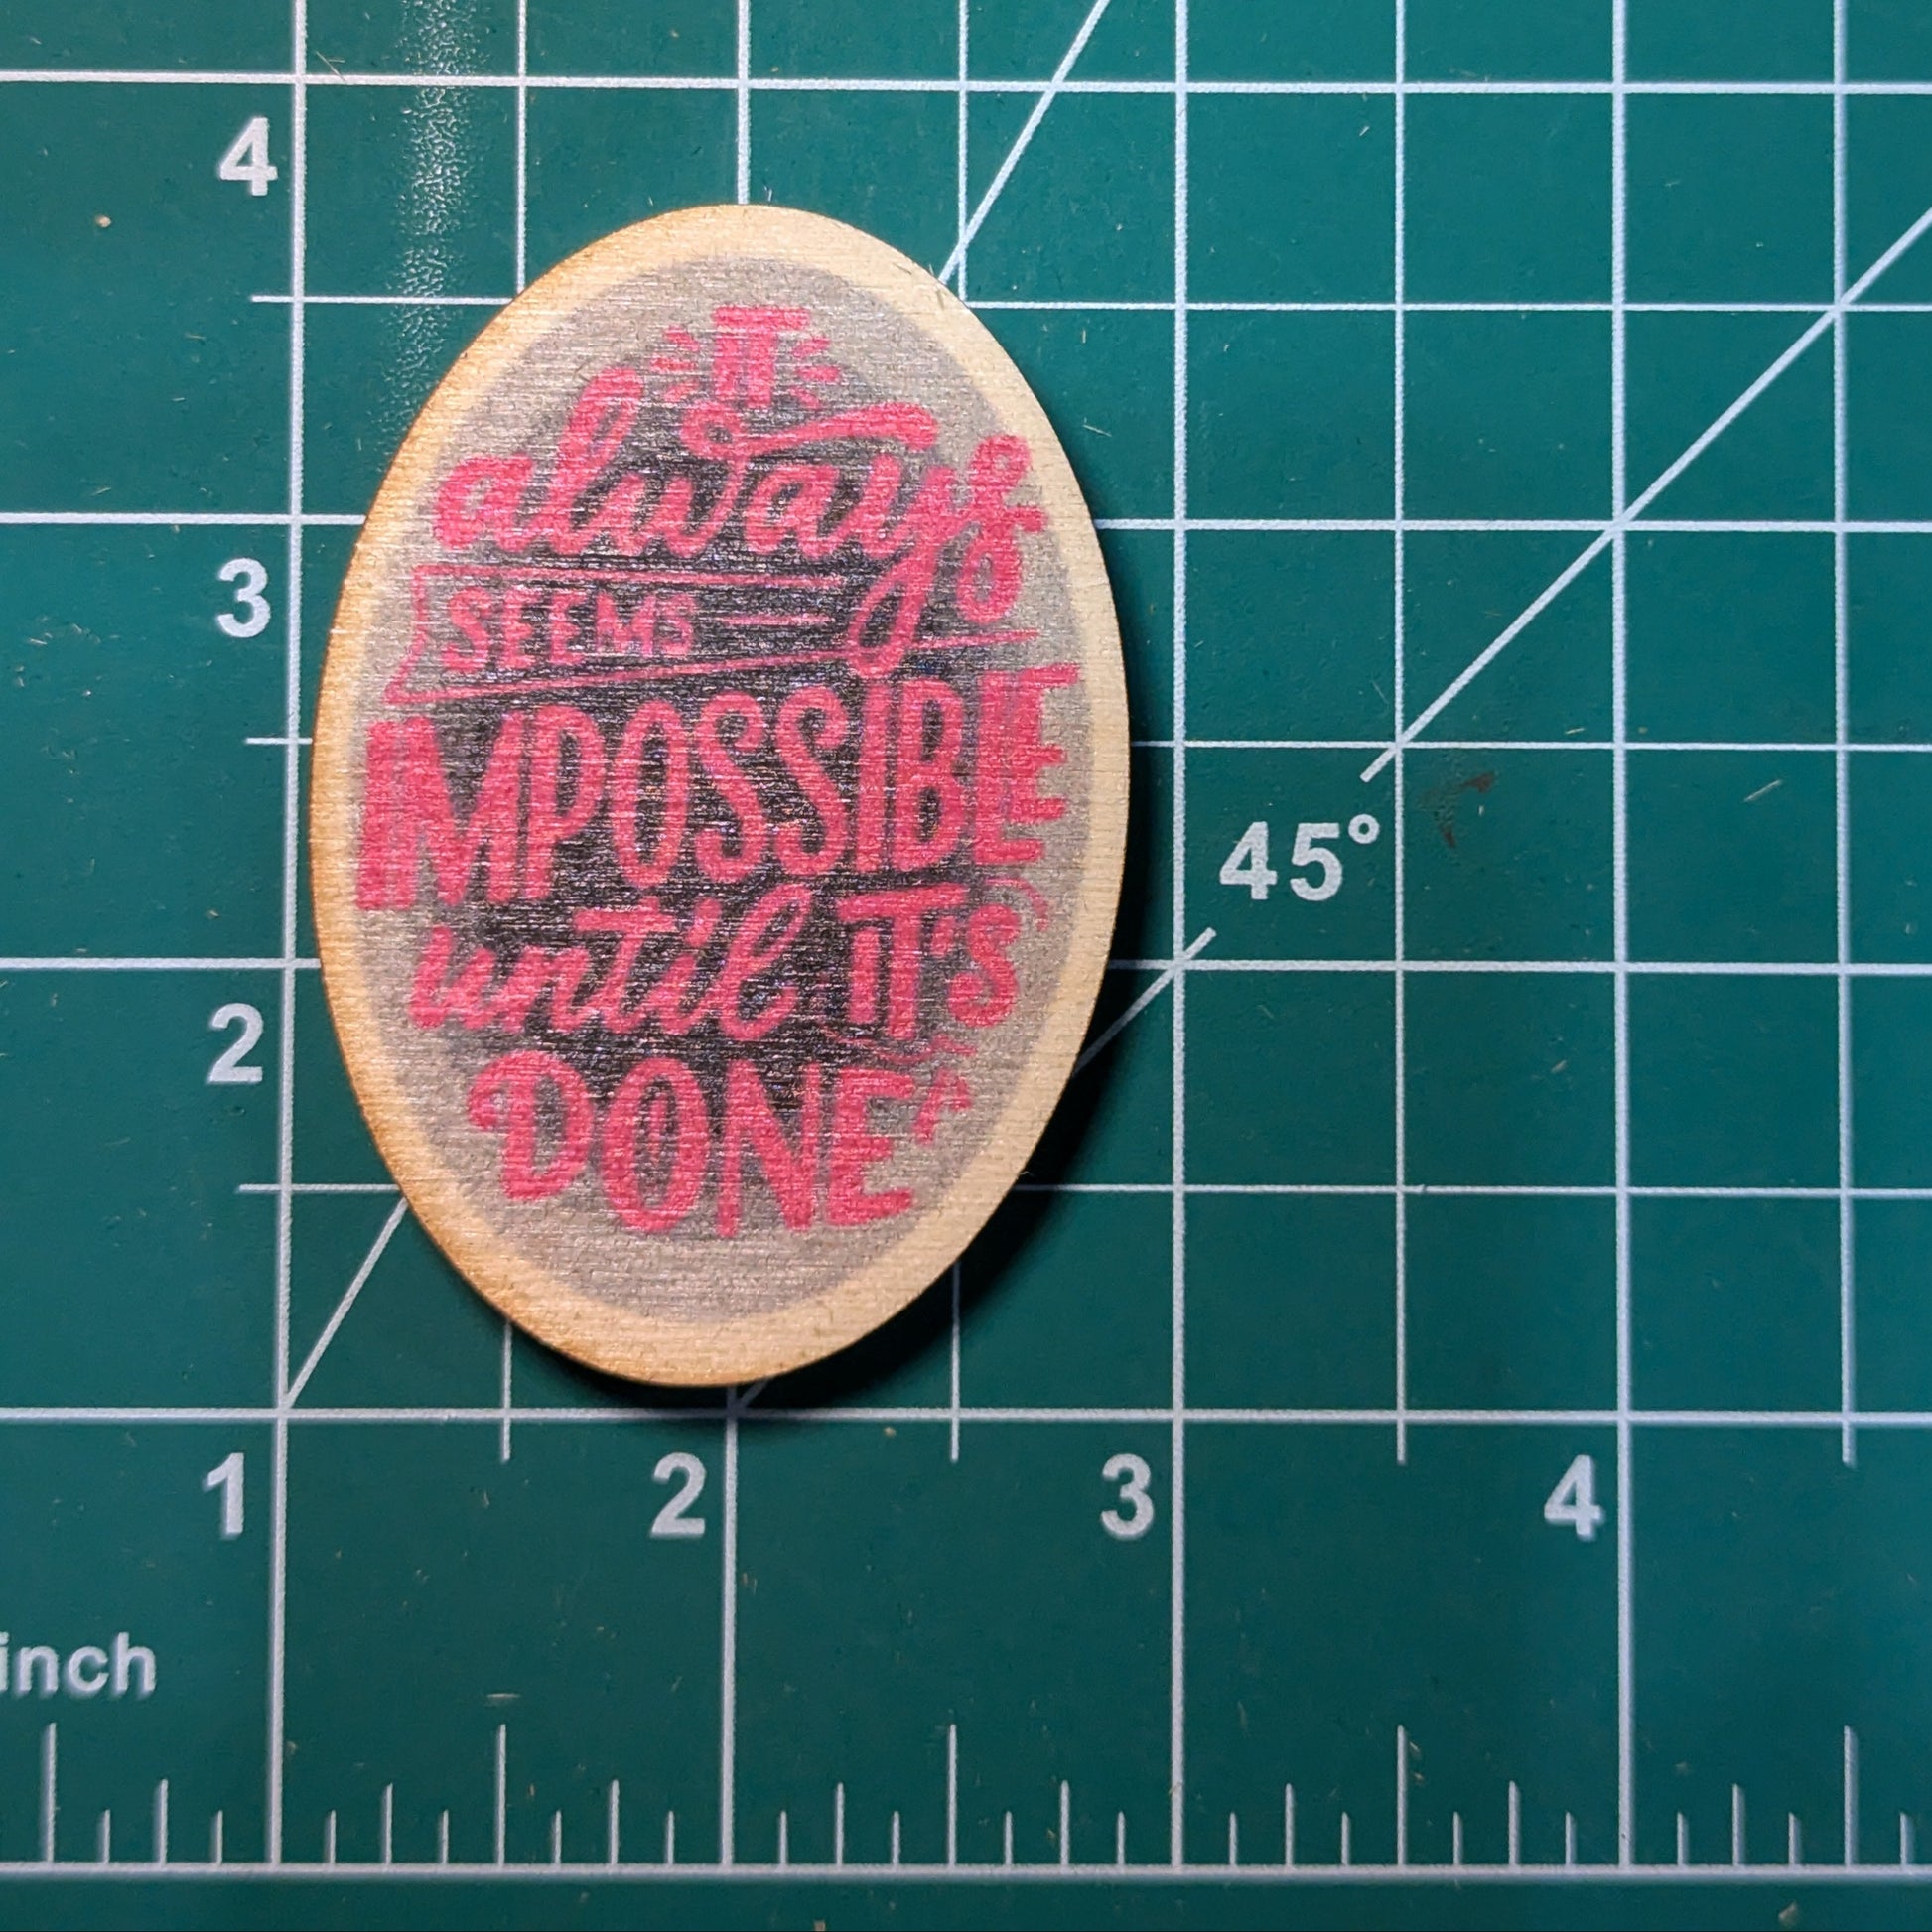 4
IT
always
3
SEEMS
IMPOSSIBLE
45°
until IT'S
2
DONE
1 2 3 4
inch